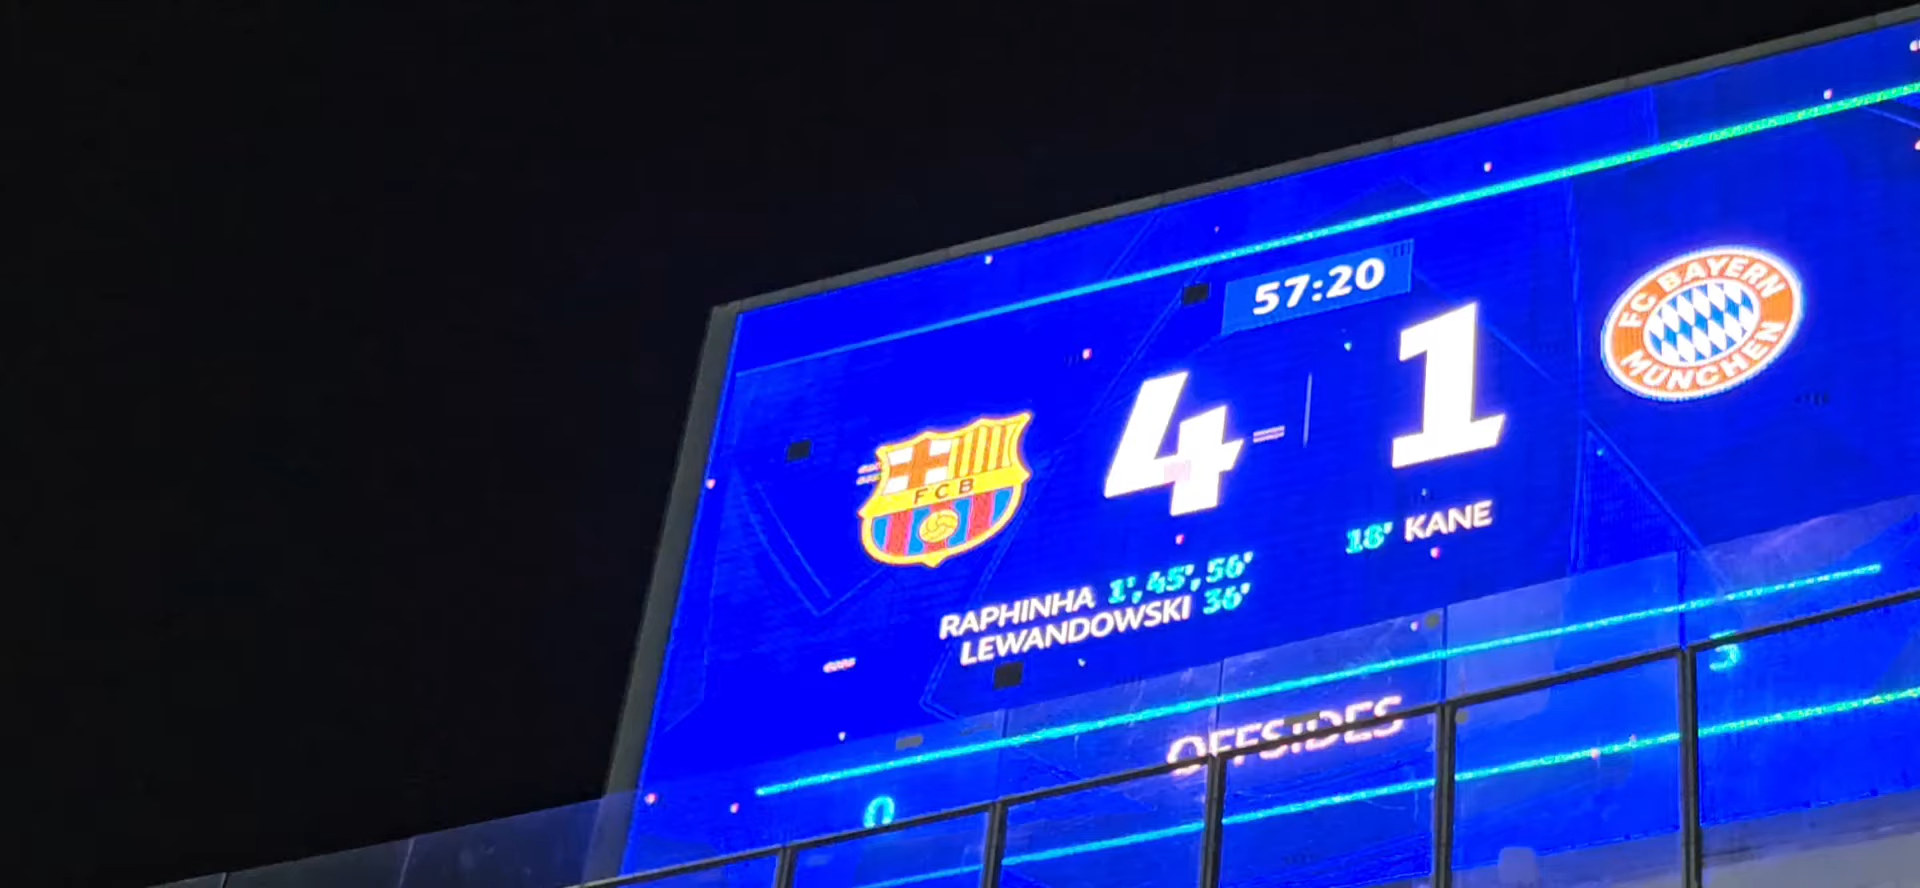 57:20
4 - 1
FCB
FC BAYERN
MÜNCHEN
RAPHINHA 1', 45', 56'
LEWANDOWSKI 36'
18' KANE
OFFSIDES
0